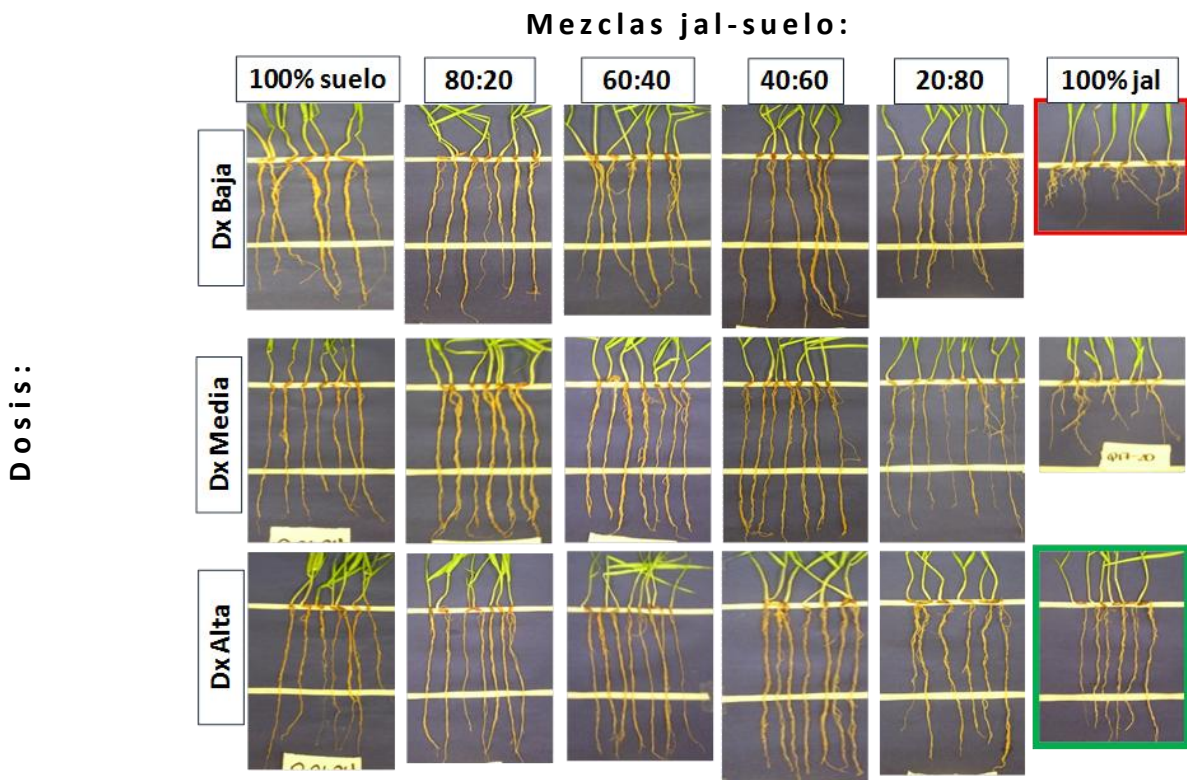 Mezclas jal-suelo:
100% suelo
80:20
60:40
40:60
20:80
100% jal
Dosis:
Dx Baja
Dx Media
Dx Alta